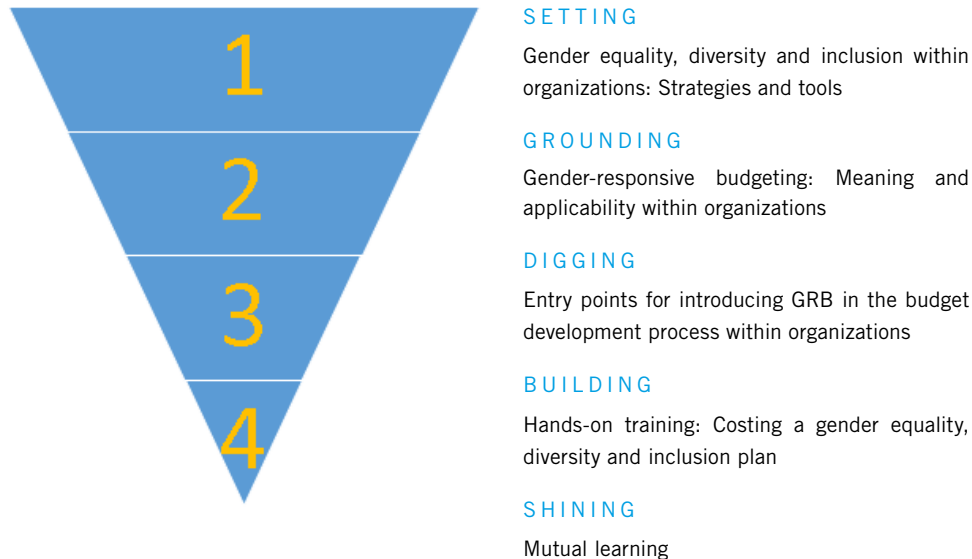 1
2
3
4
SETTING
Gender equality, diversity and inclusion within
organizations: Strategies and tools
GROUNDING
Gender-responsive budgeting: Meaning and
applicability within organizations
DIGGING
Entry points for introducing GRB in the budget
development process within organizations
BUILDING
Hands-on training: Costing a gender equality,
diversity and inclusion plan
SHINING
Mutual learning